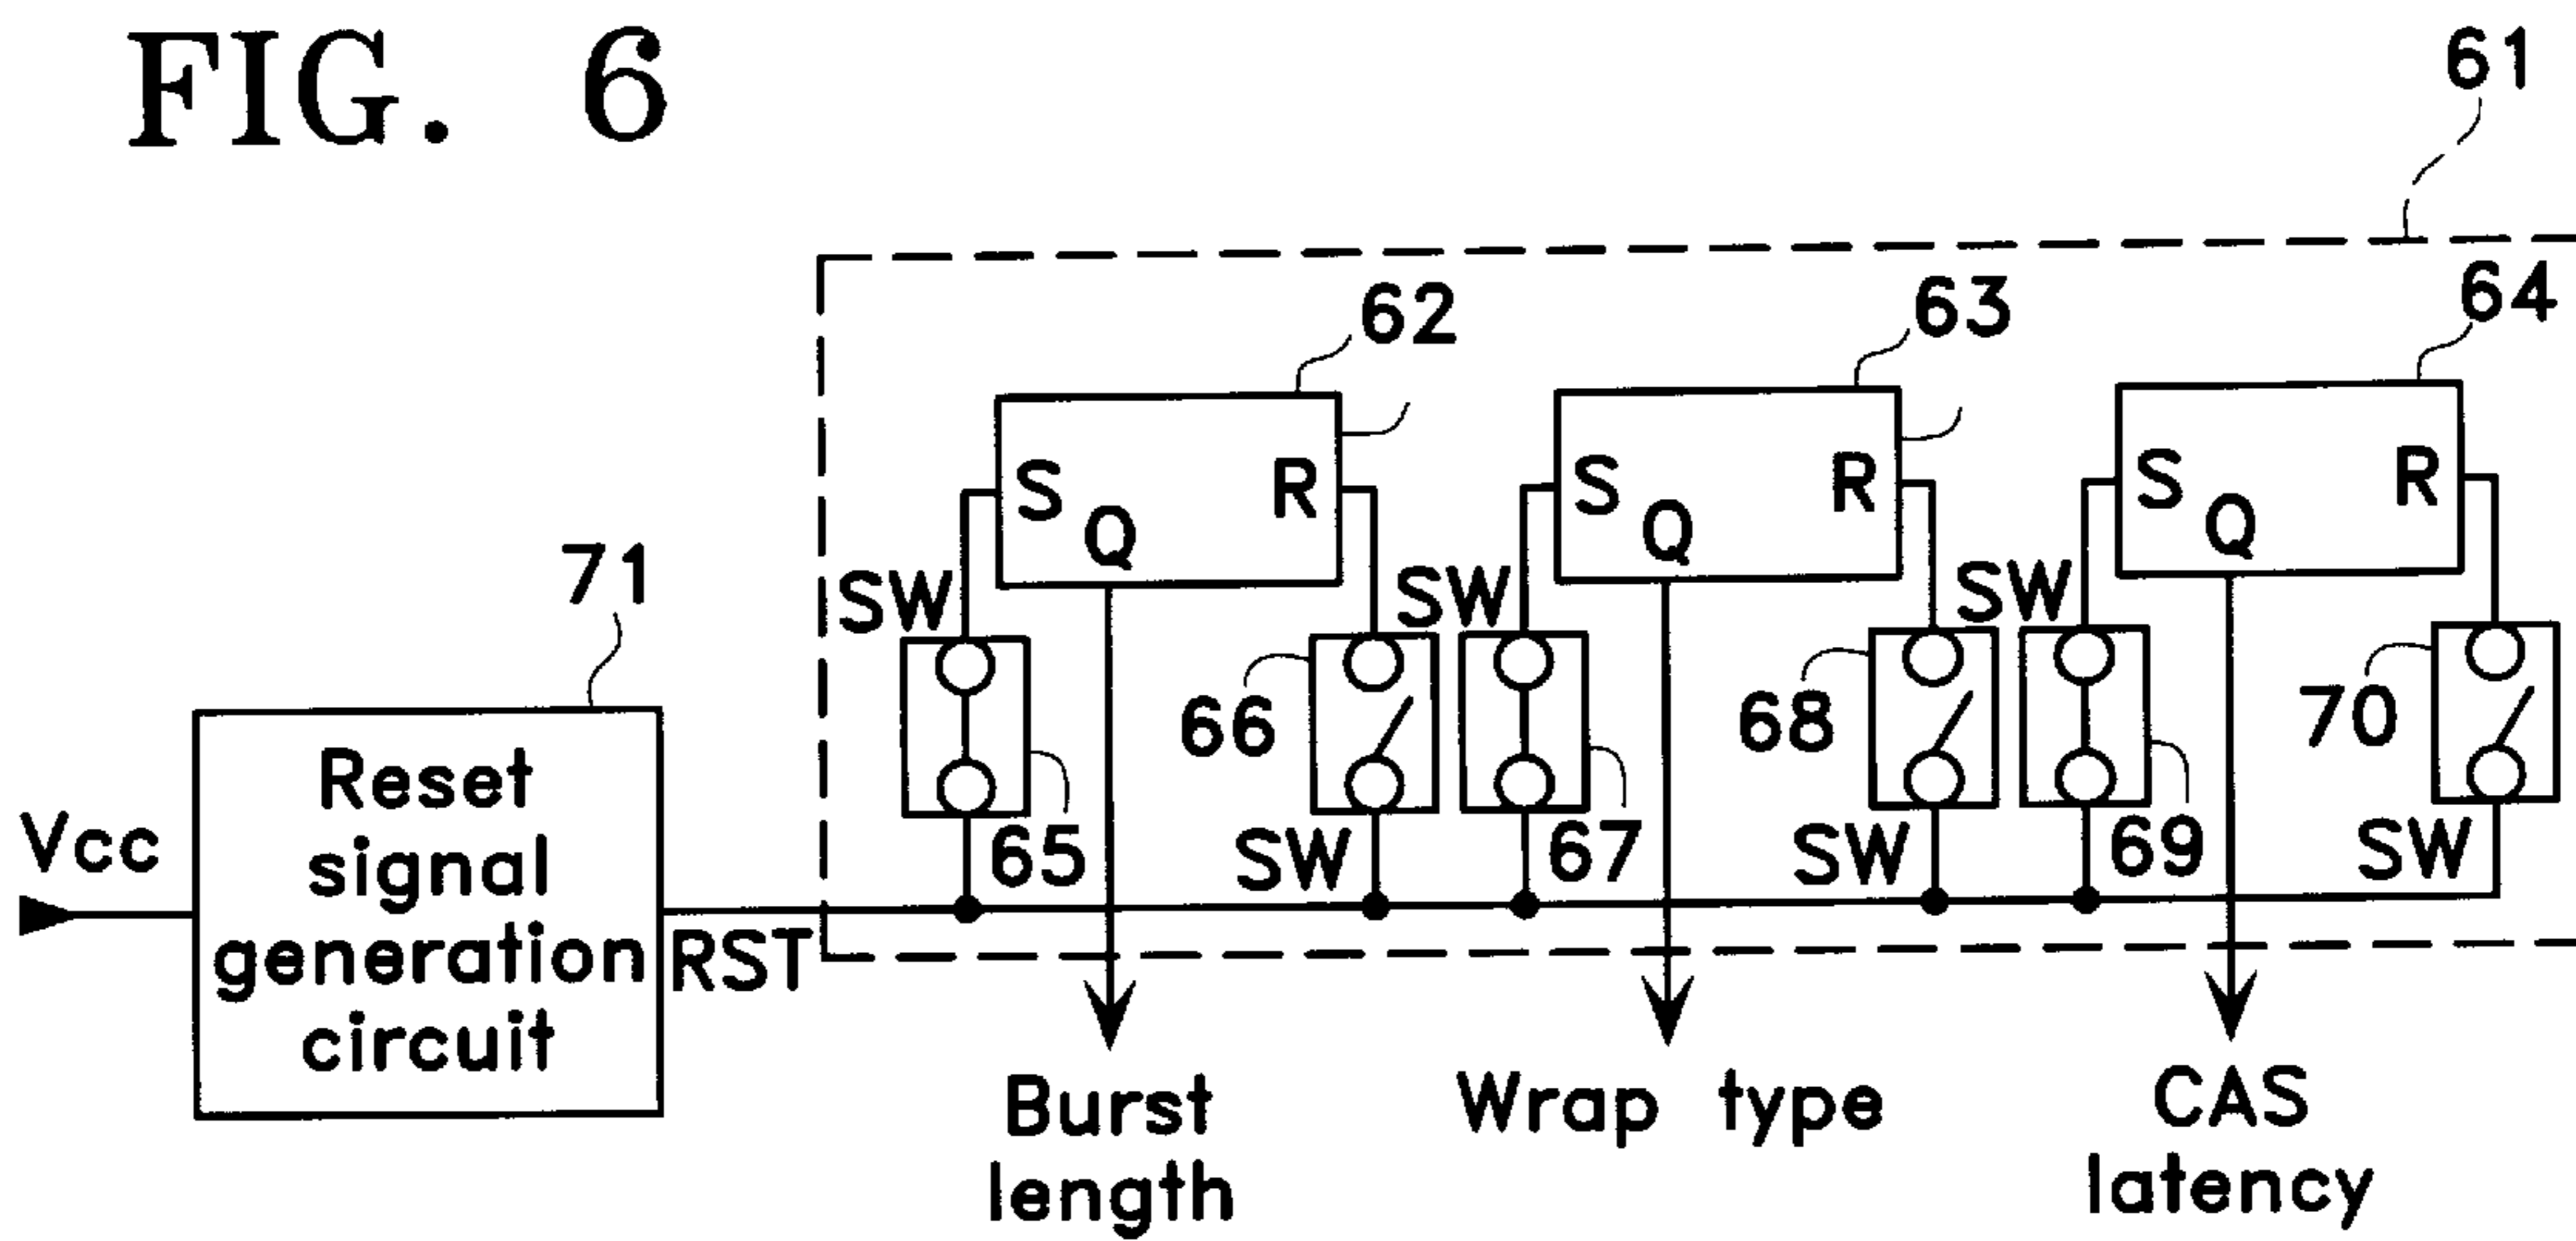 FIG. 6
61
62
63
64
S
Q
R
S
Q
R
S
Q
R
71
SW
SW
SW
66
68
70
Reset
signal
generation
circuit
Vcc
65
SW
67
SW
69
SW
RST
Burst
length
Wrap type
CAS
latency